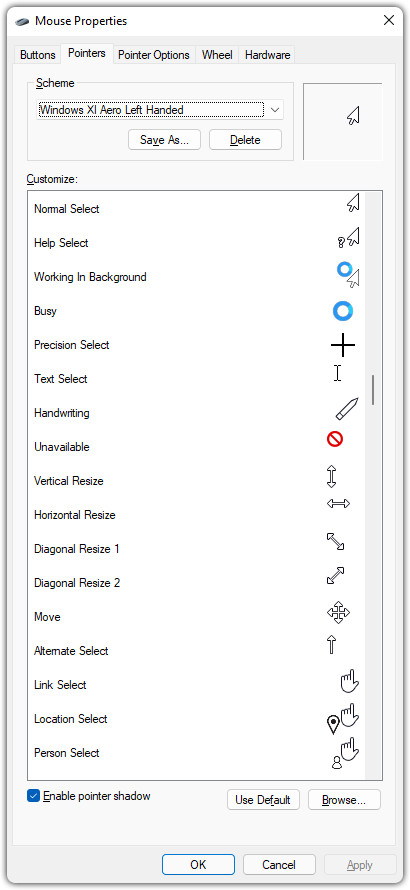 Mouse Properties
Buttons Pointers Pointer Options Wheel Hardware
Scheme
Windows XI Aero Left Handed
Save As... Delete
Customize:
Normal Select
Help Select
Working In Background
Busy
Precision Select
Text Select
Handwriting
Unavailable
Vertical Resize
Horizontal Resize
Diagonal Resize 1
Diagonal Resize 2
Move
Alternate Select
Link Select
Location Select
Person Select
Enable pointer shadow
Use Default Browse...
OK Cancel Apply